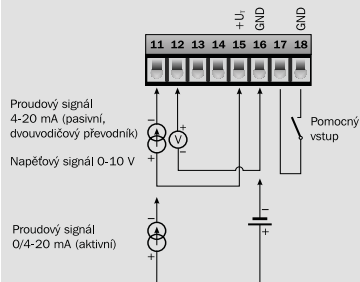 +U꜀ GND GND
11 12 13 14 15 16 17 18
Proudový signál
4-20 mA (pasivní,
dvouvodičový převodník)
Napěťový signál 0-10 V
− +
V
+ −
Pomocný
vstup
Proudový signál
0/4-20 mA (aktivní)
− −
+ +